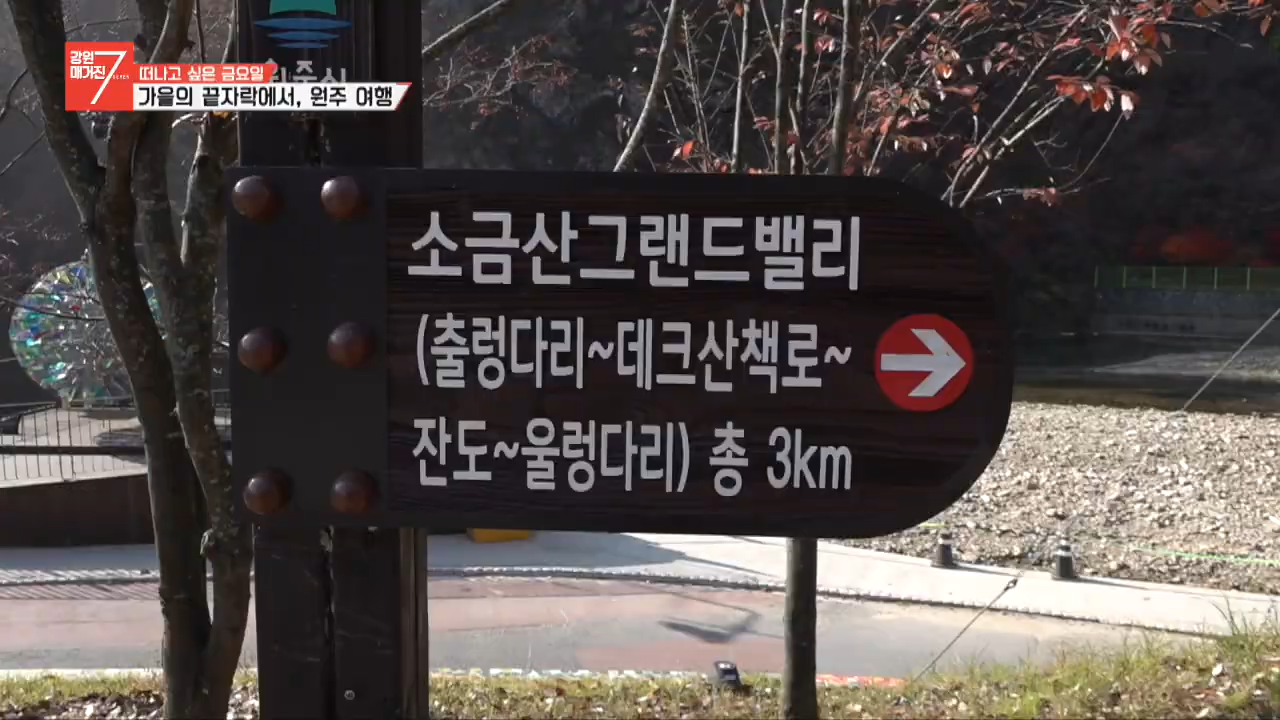 강원
매거진 7
떠나고 싶은 금요일
가을의 끝자락에서, 원주 여행
소금산그랜드밸리
(출렁다리~데크산책로~
잔도~울렁다리) 총 3km